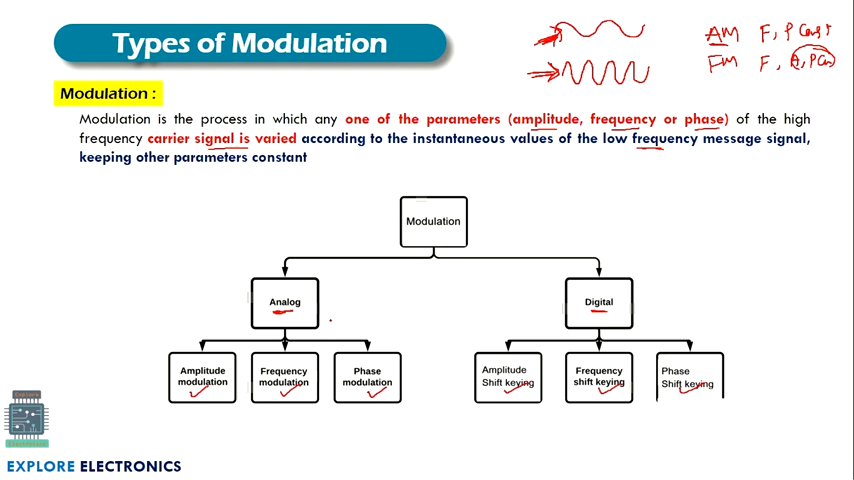 Types of Modulation
AM F, P Const
FM F, A, P Con
Modulation :
Modulation is the process in which any one of the parameters (amplitude, frequency or phase) of the high
frequency carrier signal is varied according to the instantaneous values of the low frequency message signal,
keeping other parameters constant
Modulation
Analog
Digital
Amplitude
modulation
Frequency
modulation
Phase
modulation
Amplitude
Shift keying
Frequency
shift keying
Phase
Shift keying
EXPLORE ELECTRONICS